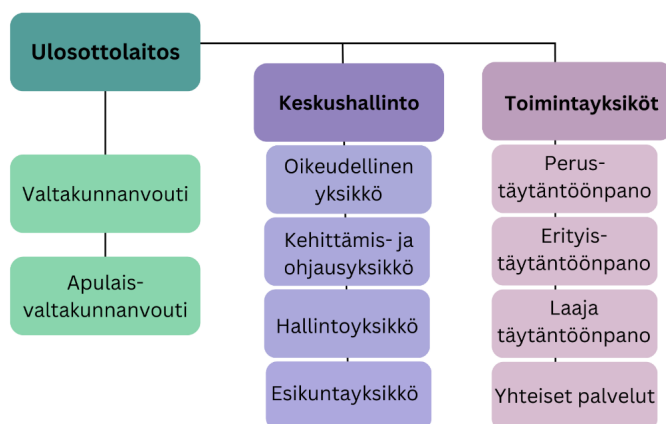 Ulosottolaitos
Valtakunnanvouti
Apulais-
valtakunnanvouti
Keskushallinto
Oikeudellinen
yksikkö
Kehittämis- ja
ohjausyksikkö
Hallintoyksikkö
Esikuntayksikkö
Toimintayksiköt
Perus-
täytäntöönpano
Erityis-
täytäntöönpano
Laaja
täytäntöönpano
Yhteiset palvelut